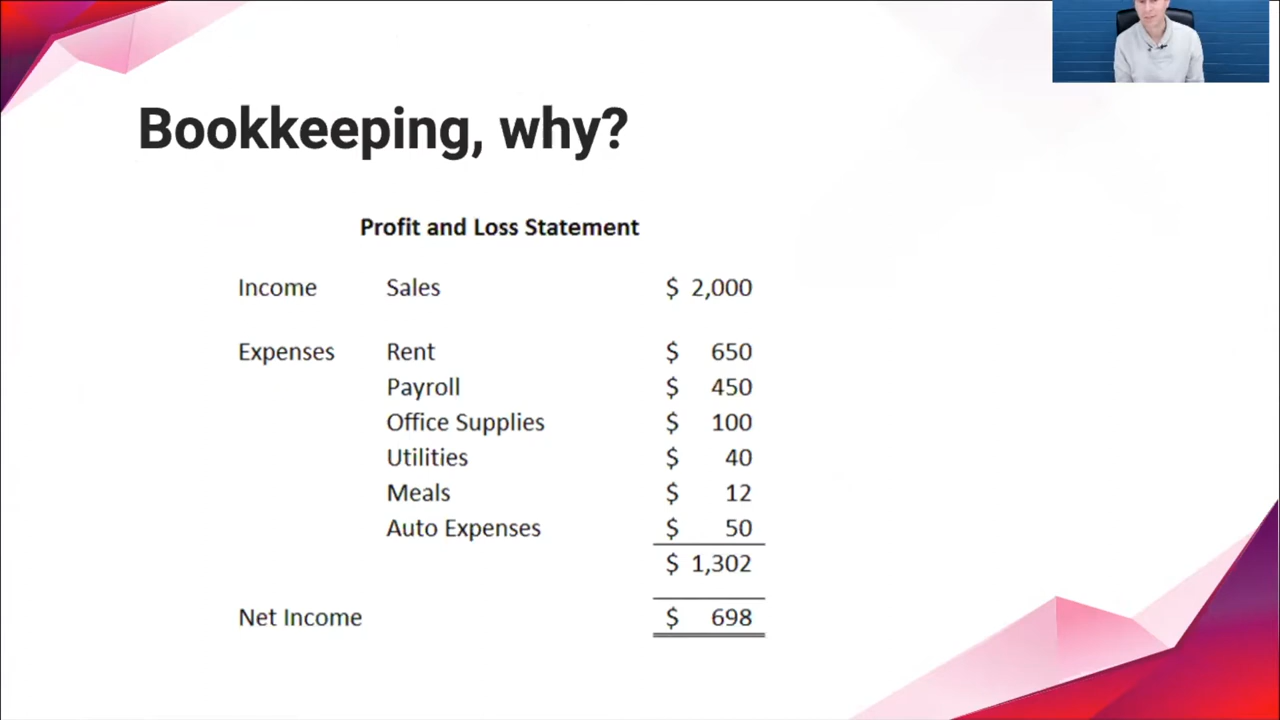 Bookkeeping, why?
Profit and Loss Statement
Income Sales $ 2,000
Expenses Rent $ 650
Payroll $ 450
Office Supplies $ 100
Utilities $ 40
Meals $ 12
Auto Expenses $ 50
$ 1,302
Net Income $ 698